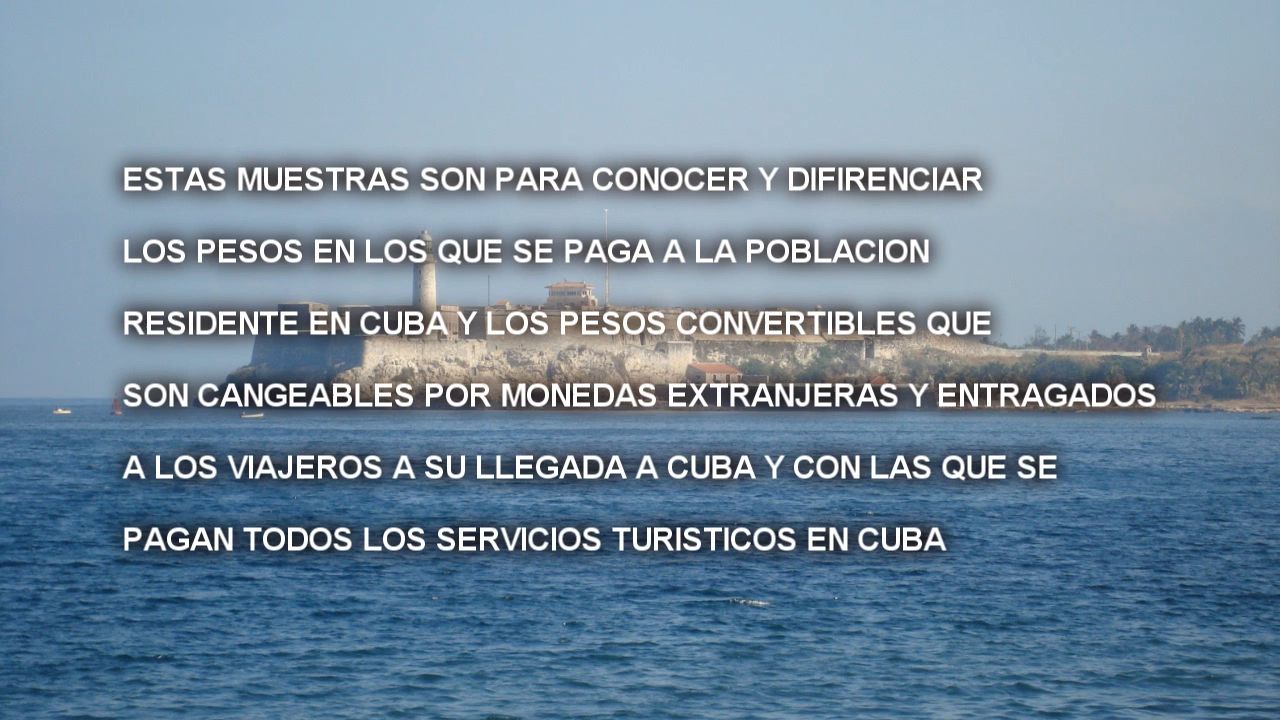 ESTAS MUESTRAS SON PARA CONOCER Y DIFIRENCIAR
LOS PESOS EN LOS QUE SE PAGA A LA POBLACION
RESIDENTE EN CUBA Y LOS PESOS CONVERTIBLES QUE
SON CANGEABLES POR MONEDAS EXTRANJERAS Y ENTRAGADOS
A LOS VIAJEROS A SU LLEGADA A CUBA Y CON LAS QUE SE
PAGAN TODOS LOS SERVICIOS TURISTICOS EN CUBA